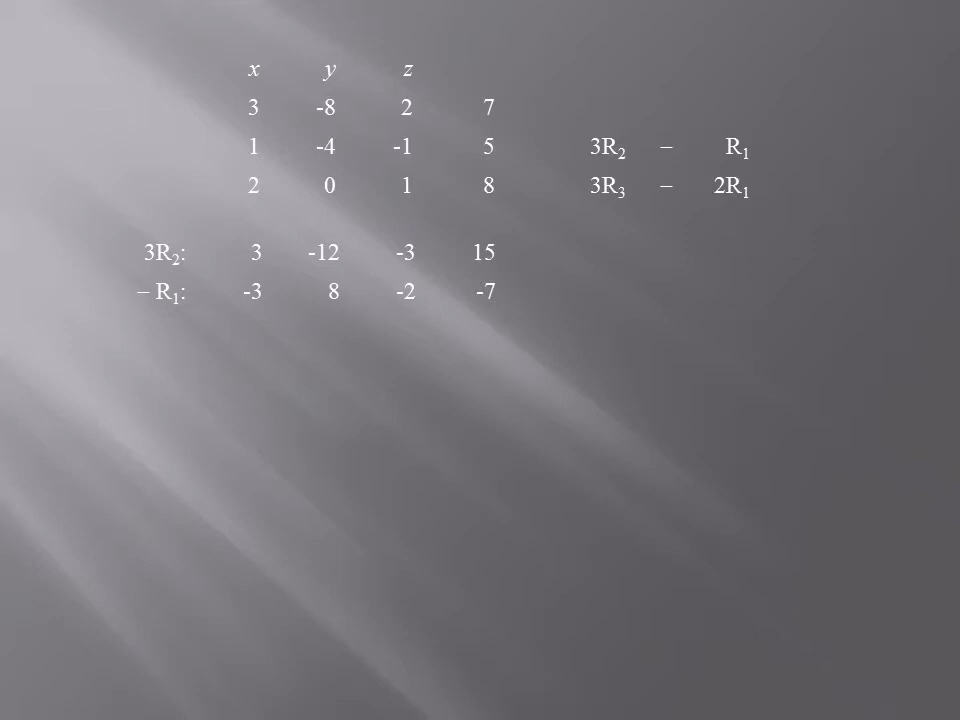 x y z
3 -8 2 7
1 -4 -1 5 3R₂ – R₁
2 0 1 8 3R₃ – 2R₁
3R₂: 3 -12 -3 15
– R₁: -3 8 -2 -7